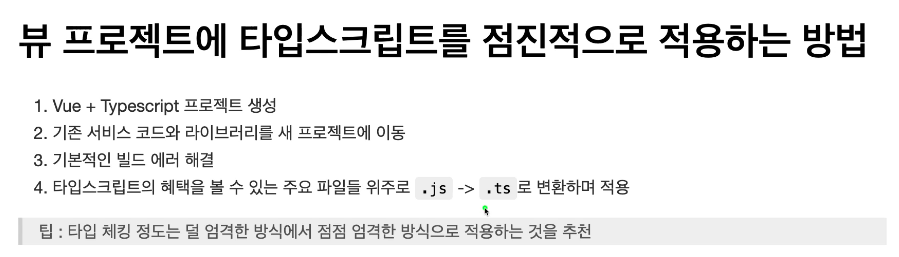 뷰 프로젝트에 타입스크립트를 점진적으로 적용하는 방법
1. Vue + Typescript 프로젝트 생성
2. 기존 서비스 코드와 라이브러리를 새 프로젝트에 이동
3. 기본적인 빌드 에러 해결
4. 타입스크립트의 혜택을 볼 수 있는 주요 파일들 위주로 .js -> .ts로 변환하며 적용
팁 : 타입 체킹 정도는 덜 엄격한 방식에서 점점 엄격한 방식으로 적용하는 것을 추천